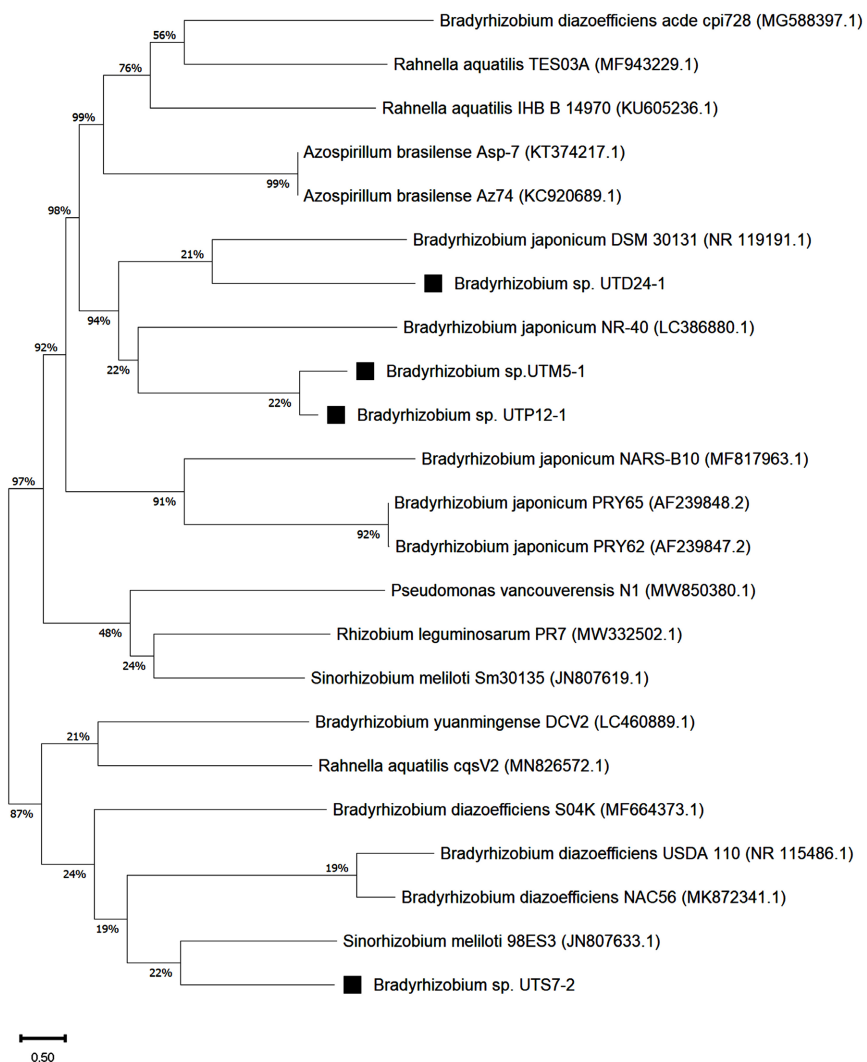 Bradyrhizobium diazoefficiens acde cpi728 (MG588397.1)
56%
Rahnella aquatilis TES03A (MF943229.1)
76%
Rahnella aquatilis IHB B 14970 (KU605236.1)
99%
Azospirillum brasilense Asp-7 (KT374217.1)
99%
Azospirillum brasilense Az74 (KC920689.1)
98%
Bradyrhizobium japonicum DSM 30131 (NR 119191.1)
21%
Bradyrhizobium sp. UTD24-1
94%
Bradyrhizobium japonicum NR-40 (LC386880.1)
92%
22%
Bradyrhizobium sp.UTM5-1
22%
Bradyrhizobium sp. UTP12-1
Bradyrhizobium japonicum NARS-B10 (MF817963.1)
97%
91%
Bradyrhizobium japonicum PRY65 (AF239848.2)
92%
Bradyrhizobium japonicum PRY62 (AF239847.2)
Pseudomonas vancouverensis N1 (MW850380.1)
48%
Rhizobium leguminosarum PR7 (MW332502.1)
24%
Sinorhizobium meliloti Sm30135 (JN807619.1)
Bradyrhizobium yuanmingense DCV2 (LC460889.1)
21%
Rahnella aquatilis cqsV2 (MN826572.1)
87%
Bradyrhizobium diazoefficiens S04K (MF664373.1)
24%
Bradyrhizobium diazoefficiens USDA 110 (NR 115486.1)
19%
Bradyrhizobium diazoefficiens NAC56 (MK872341.1)
19%
Sinorhizobium meliloti 98ES3 (JN807633.1)
22%
Bradyrhizobium sp. UTS7-2
0.50